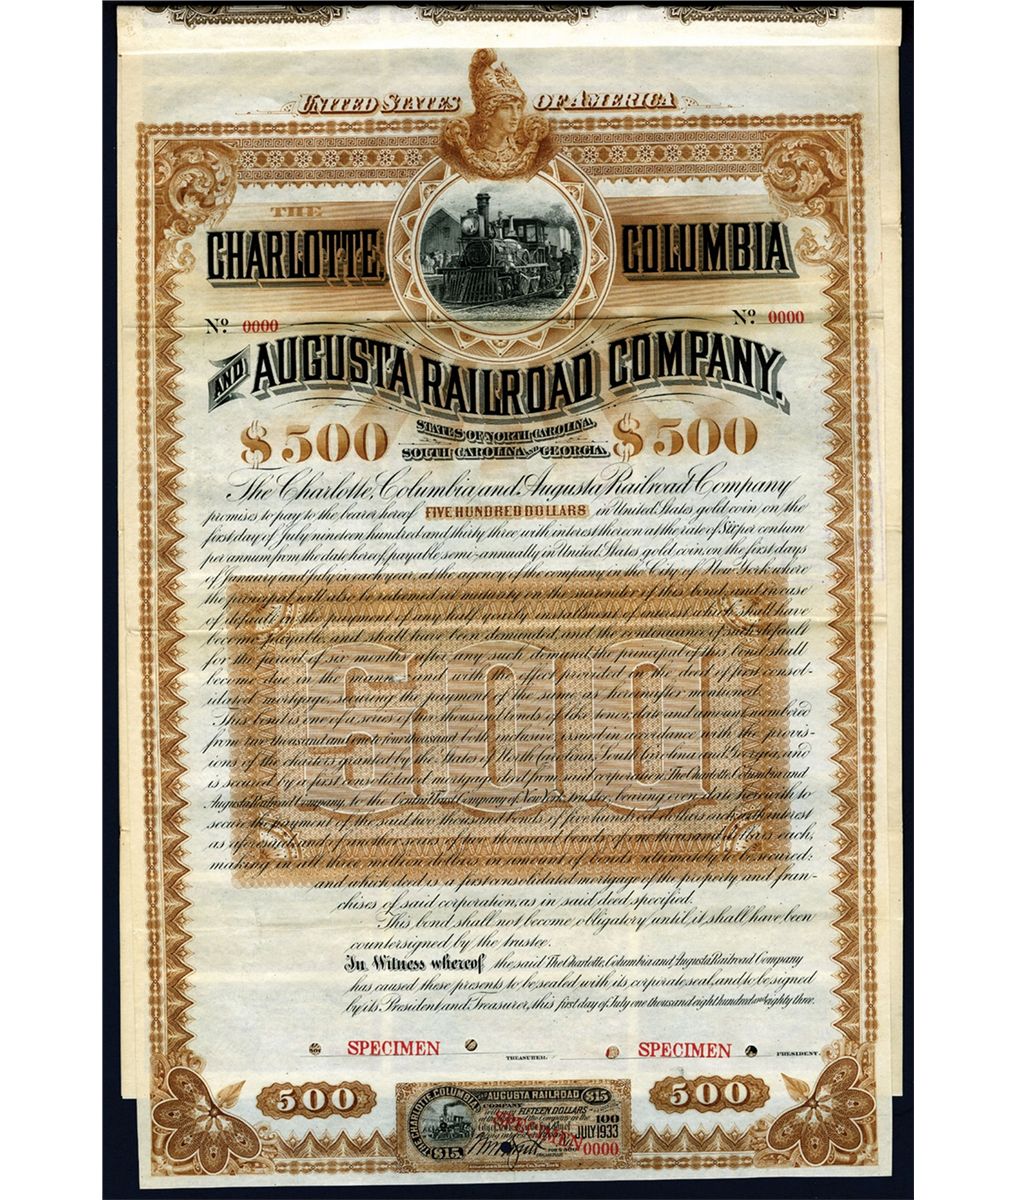 UNITED STATES OF AMERICA
THE
CHARLOTTE, COLUMBIA
No. 0000 No. 0000
AND AUGUSTA RAILROAD COMPANY.
$500 STATES OF NORTH CAROLINA, $500
SOUTH CAROLINA AND GEORGIA.
The Charlotte, Columbia and Augusta Railroad Company
promises to pay to the bearer hereof FIVE HUNDRED DOLLARS in United States gold coin on the
first day of July nineteen hundred and thirty three with interest thereon at the rate of Six per centum
per annum from the date hereof, payable semi-annually in United States gold coin, on the first days
of January and July in each year, at the agency of the company, in the City of New York where
the principal will also be redeemed at maturity on the surrender of this bond, and in case
of default in the payment of any half yearly installment of interest which shall have
become payable and shall have been demanded, and the continuance of such default
for the period of six months after any such demand the principal of this bond shall
become due in the manner and with the effect provided in the deed of first consol-
idated mortgage, securing the payment of the same as hereinafter mentioned.
This bond is one of a series of two thousand bonds of like tenor, date and amount, numbered
from two thousand and one to four thousand both inclusive, issued in accordance with the provis-
ions of the charters granted by the States of North Carolina, South Carolina and Georgia, and
is secured by a first consolidated mortgage deed from said corporation, The Charlotte, Columbia and
Augusta Railroad Company, to the Central Trust Company of New York, trustee, bearing even date herewith to
secure the payment of the said two thousand bonds of five hundred dollars each, with interest
as aforesaid, and of another series of two thousand bonds of one thousand dollars each,
making in all three million dollars in amount of bonds ultimately to be secured:
and which deed is a first consolidated mortgage of the property and fran-
chises of said corporation, as in said deed specified.
This bond shall not become obligatory until it shall have been
countersigned by the trustee.
In Witness whereof the said The Charlotte, Columbia and Augusta Railroad Company
has caused these presents to be sealed with its corporate seal, and to be signed
by its President and Treasurer, this first day of July one thousand eight hundred and eighty three.
SPECIMEN TREASURER. SPECIMEN PRESIDENT.
500 500
CHARLOTTE, COLUMBIA AND AUGUSTA RAILROAD $15
COMPANY
FIFTEEN DOLLARS
100
JULY 1933
SPECIMEN
0000
$15